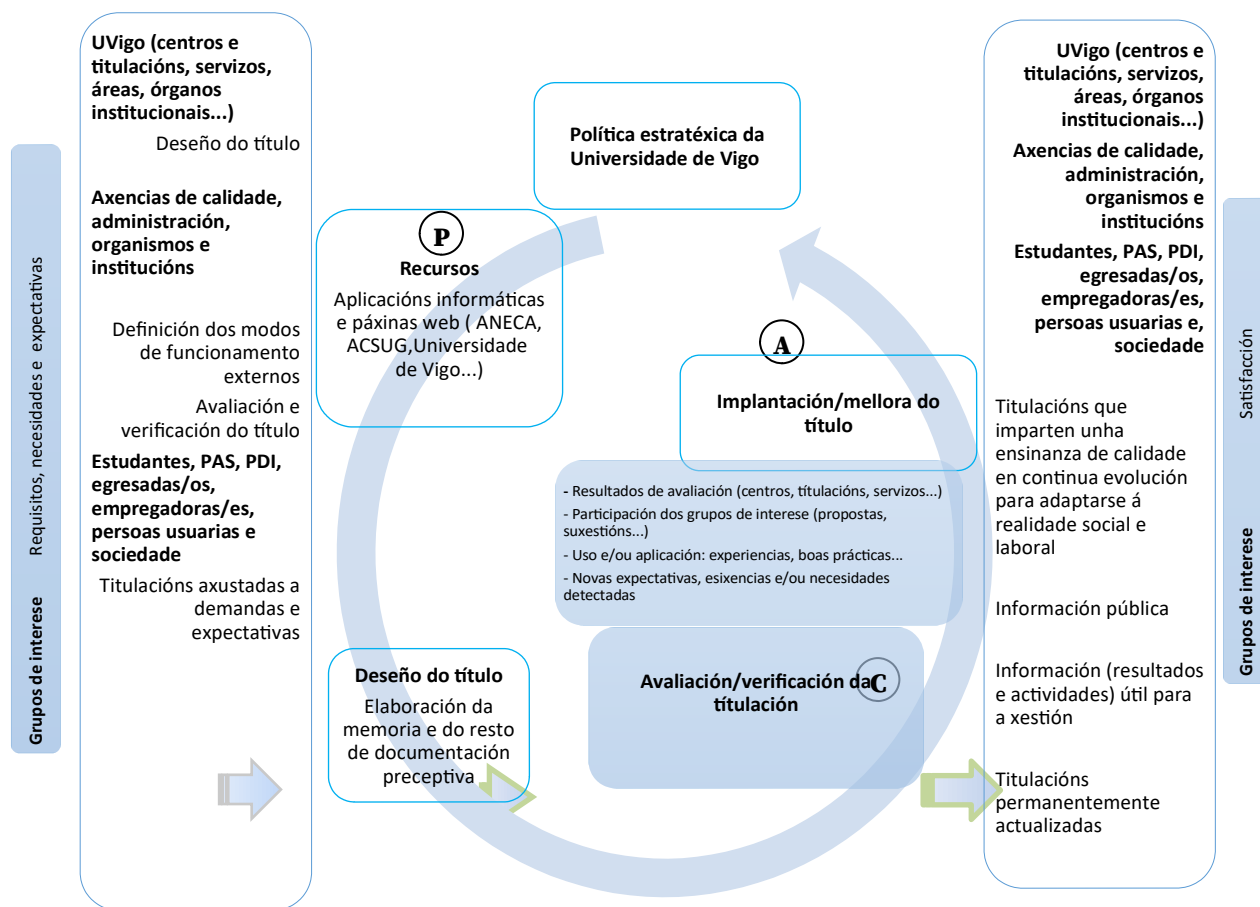 Grupos de interese
Requisitos, necesidades e expectativas
UVigo (centros e
titulacións, servizos,
áreas, órganos
institucionais...)
Deseño do título
Axencias de calidade,
administración,
organismos e
institucións
Definición dos modos
de funcionamento
externos
Avaliación e
verificación do título
Estudantes, PAS, PDI,
egresadas/os,
empregadoras/es,
persoas usuarias e
sociedade
Titulacións axustadas a
demandas e
expectativas
Política estratéxica da
Universidade de Vigo
P
Recursos
Aplicacións informáticas
e páxinas web ( ANECA,
ACSUG,Universidade
de Vigo...)
A
Implantación/mellora do
título
- Resultados de avaliación (centros, títulacións, servizos...)
- Participación dos grupos de interese (propostas,
suxestións...)
- Uso e/ou aplicación: experiencias, boas prácticas...
- Novas expectativas, esixencias e/ou necesidades
detectadas
Deseño do título
Elaboración da
memoria e do resto
de documentación
preceptiva
Avaliación/verificación da
títulación
C
UVigo (centros e
titulacións, servizos,
áreas, órganos
institucionais...)
Axencias de calidade,
administración,
organismos e
institucións
Estudantes, PAS, PDI,
egresadas/os,
empregadoras/es,
persoas usuarias e,
sociedade
Titulacións que
imparten unha
ensinanza de calidade
en continua evolución
para adaptarse á
realidade social e
laboral
Información pública
Información (resultados
e actividades) útil para
a xestión
Titulacións
permanentemente
actualizadas
Grupos de interese
Satisfacción